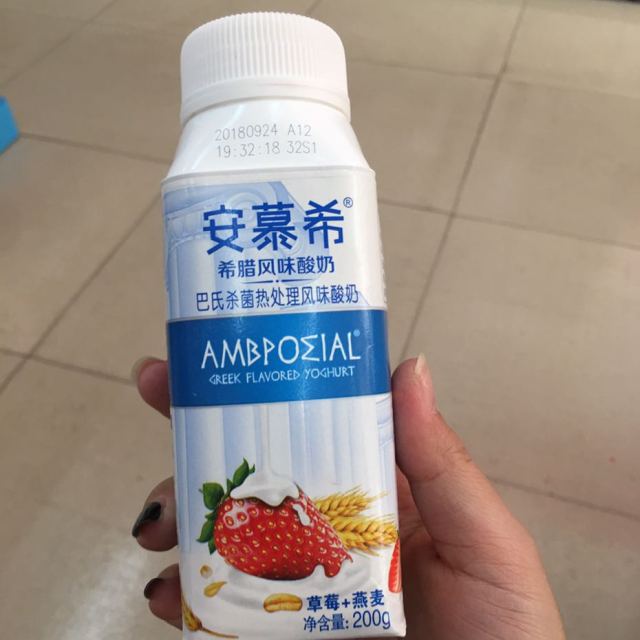 20180924 A12
19:32:18 32S1
安慕希®
希腊风味酸奶
巴氏杀菌热处理风味酸奶
AMBPOΣIAL®
GREEK FLAVORED YOGHURT
草莓+燕麦
净含量:200g